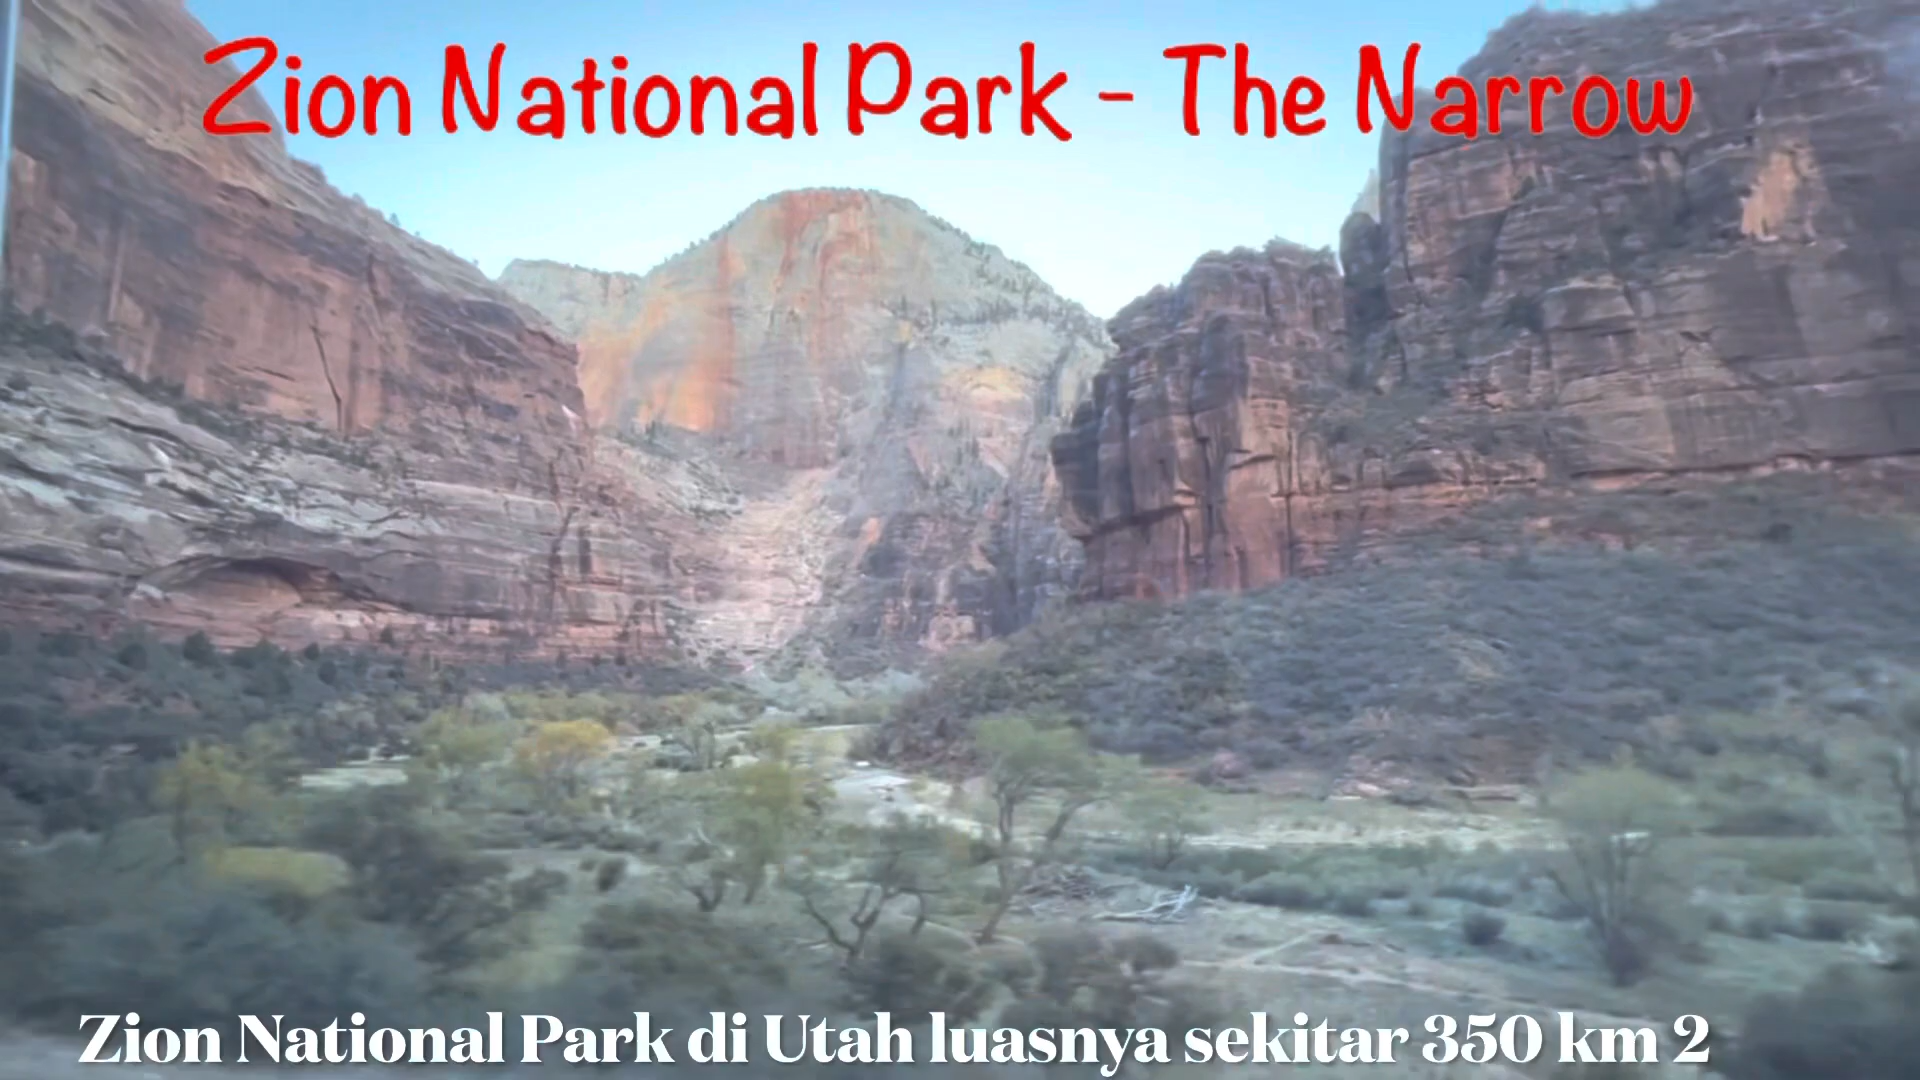 Zion National Park - The Narrow
Zion National Park di Utah luasnya sekitar 350 km 2